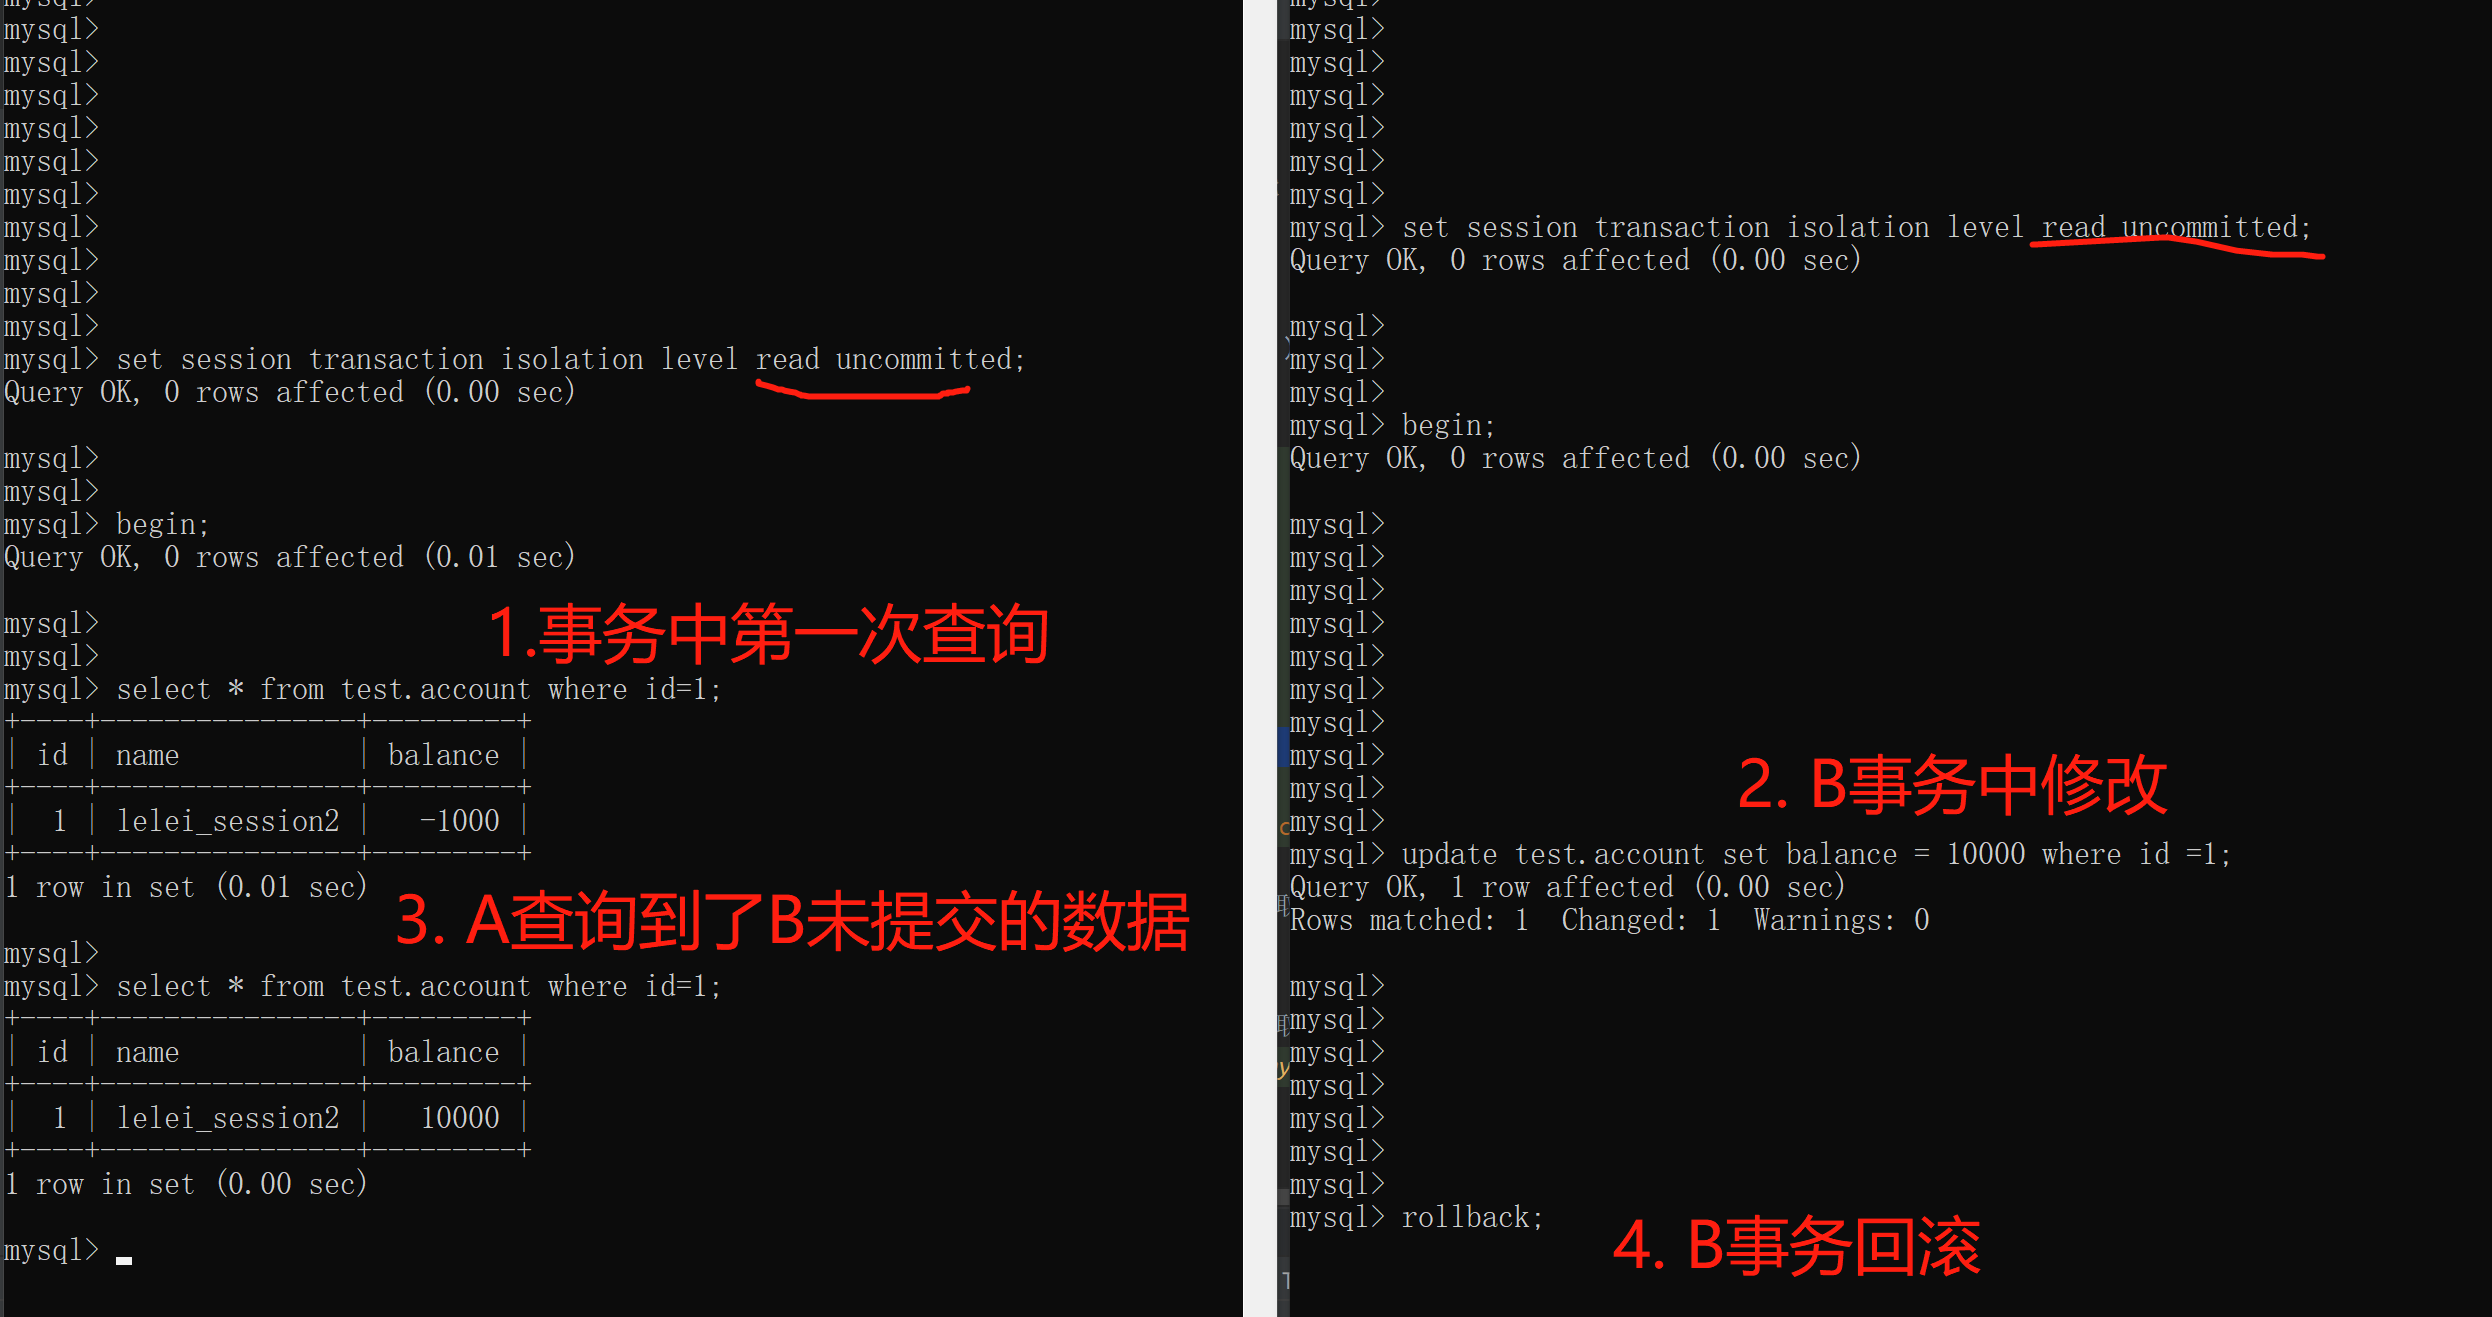 mysql>
mysql>
mysql>
mysql>
mysql>
mysql>
mysql>
mysql>
mysql>
mysql>
mysql>
mysql> set session transaction isolation level read uncommitted;
Query OK, 0 rows affected (0.00 sec)
mysql>
mysql>
mysql> begin;
Query OK, 0 rows affected (0.01 sec)
1.事务中第一次查询
mysql>
mysql>
mysql> select * from test.account where id=1;
+----+----------------+---------+
| id | name           | balance |
+----+----------------+---------+
|  1 | lelei_session2 |   -1000 |
+----+----------------+---------+
1 row in set (0.01 sec)
3. A查询到了B未提交的数据
mysql>
mysql> select * from test.account where id=1;
+----+----------------+---------+
| id | name           | balance |
+----+----------------+---------+
|  1 | lelei_session2 |   10000 |
+----+----------------+---------+
1 row in set (0.00 sec)
mysql>
mysql>
mysql>
mysql>
mysql>
mysql>
mysql>
mysql>
mysql> set session transaction isolation level read uncommitted;
Query OK, 0 rows affected (0.00 sec)
mysql>
mysql>
mysql>
mysql> begin;
Query OK, 0 rows affected (0.00 sec)
mysql>
mysql>
mysql>
mysql>
mysql>
mysql>
mysql>
mysql>
mysql>
2. B事务中修改
mysql>
mysql> update test.account set balance = 10000 where id =1;
Query OK, 1 row affected (0.00 sec)
Rows matched: 1  Changed: 1  Warnings: 0
mysql>
mysql>
mysql>
mysql>
mysql>
mysql>
mysql>
mysql> rollback;
4. B事务回滚